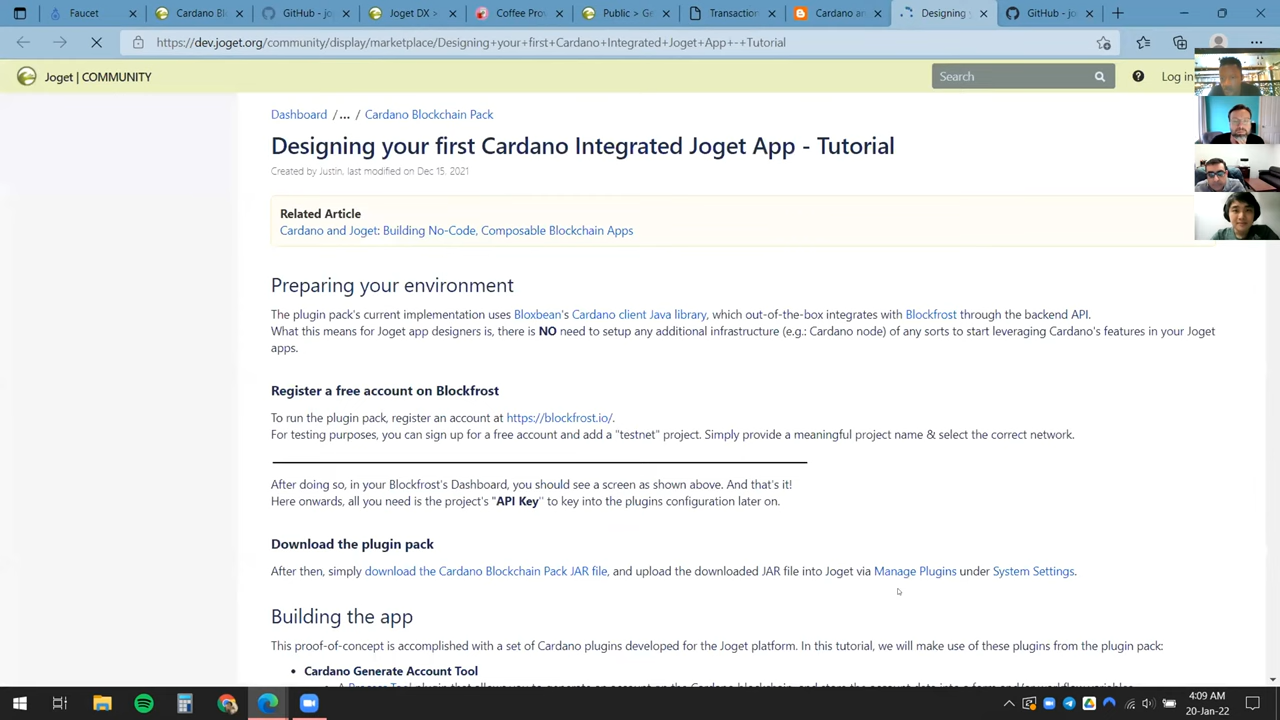 Faucet
Cardano Bl
GitHub - jo
Joget DX >
Coffee Pro
Public > Ge
Transaction
Cardano an
Designing
GitHub - jo
https://dev.joget.org/community/display/marketplace/Designing+your+first+Cardano+Integrated+Joget+App+-+Tutorial
Joget | COMMUNITY
Search
Log in
Dashboard / ... / Cardano Blockchain Pack
Designing your first Cardano Integrated Joget App - Tutorial
Created by Justin, last modified on Dec 15, 2021
Related Article
Cardano and Joget: Building No-Code, Composable Blockchain Apps
Preparing your environment
The plugin pack's current implementation uses Bloxbean's Cardano client Java library, which out-of-the-box integrates with Blockfrost through the backend API.
What this means for Joget app designers is, there is NO need to setup any additional infrastructure (e.g.: Cardano node) of any sorts to start leveraging Cardano's features in your Joget
apps.
Register a free account on Blockfrost
To run the plugin pack, register an account at https://blockfrost.io/.
For testing purposes, you can sign up for a free account and add a "testnet" project. Simply provide a meaningful project name & select the correct network.
After doing so, in your Blockfrost's Dashboard, you should see a screen as shown above. And that's it!
Here onwards, all you need is the project's "API Key" to key into the plugins configuration later on.
Download the plugin pack
After then, simply download the Cardano Blockchain Pack JAR file, and upload the downloaded JAR file into Joget via Manage Plugins under System Settings.
Building the app
This proof-of-concept is accomplished with a set of Cardano plugins developed for the Joget platform. In this tutorial, we will make use of these plugins from the plugin pack:
• Cardano Generate Account Tool
4:09 AM
20-Jan-22